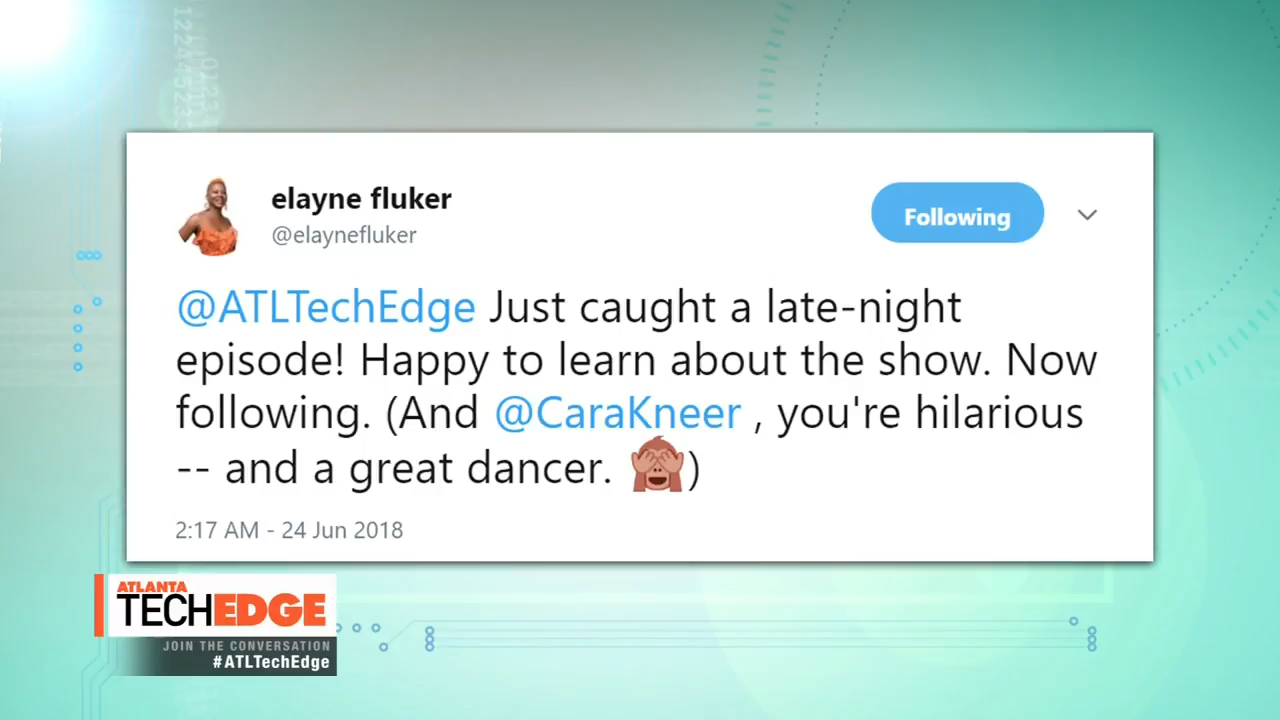 elayne fluker
@elaynefluker
Following
@ATLTechEdge Just caught a late-night
episode! Happy to learn about the show. Now
following. (And @CaraKneer , you're hilarious
-- and a great dancer. 🙈)
2:17 AM - 24 Jun 2018
ATLANTA
TECHEDGE
JOIN THE CONVERSATION
#ATLTechEdge